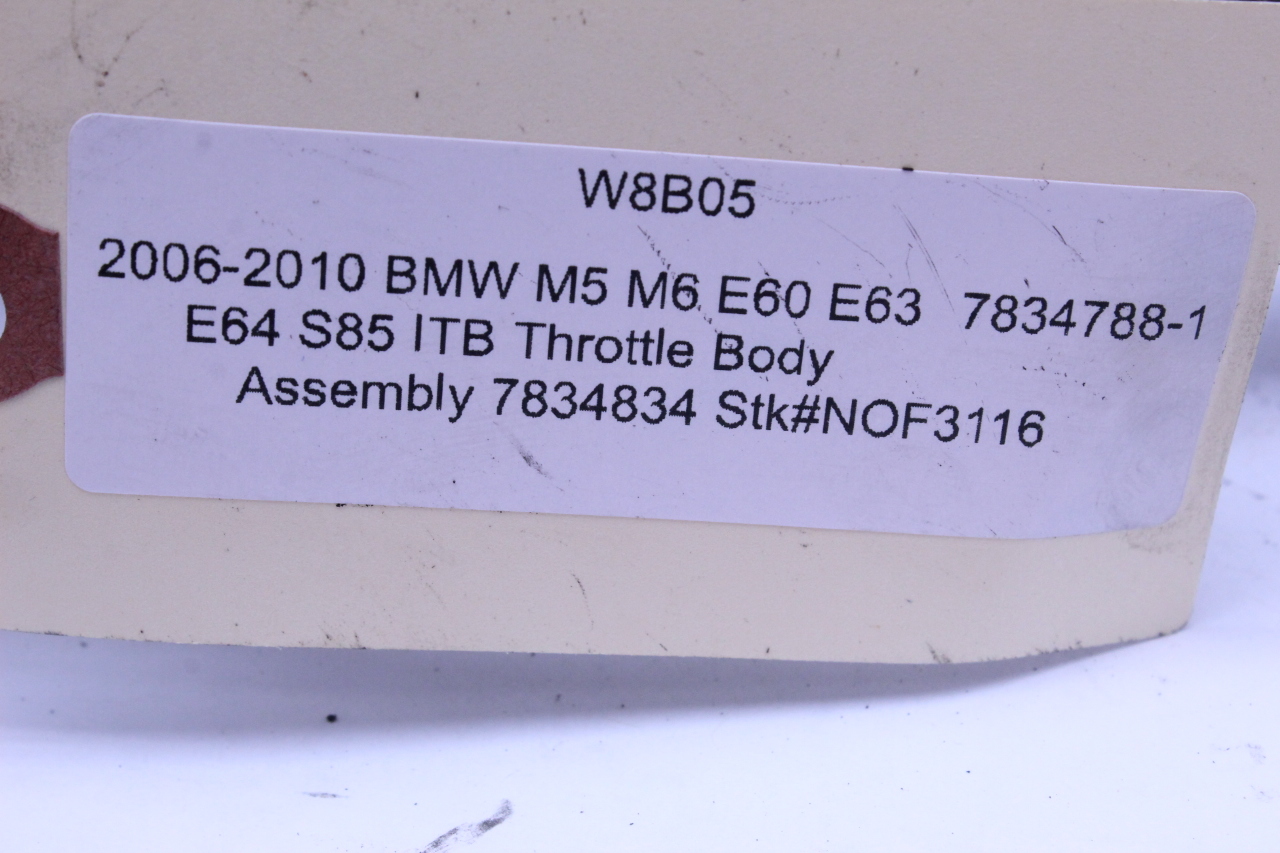 W8B05
2006-2010 BMW M5 M6 E60 E63 7834788-1
E64 S85 ITB Throttle Body
Assembly 7834834 Stk#NOF3116